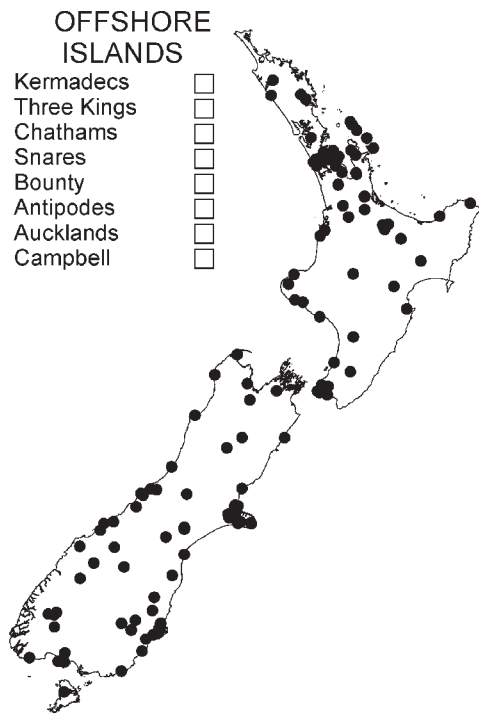 OFFSHORE
ISLANDS
Kermadecs
Three Kings
Chathams
Snares
Bounty
Antipodes
Aucklands
Campbell